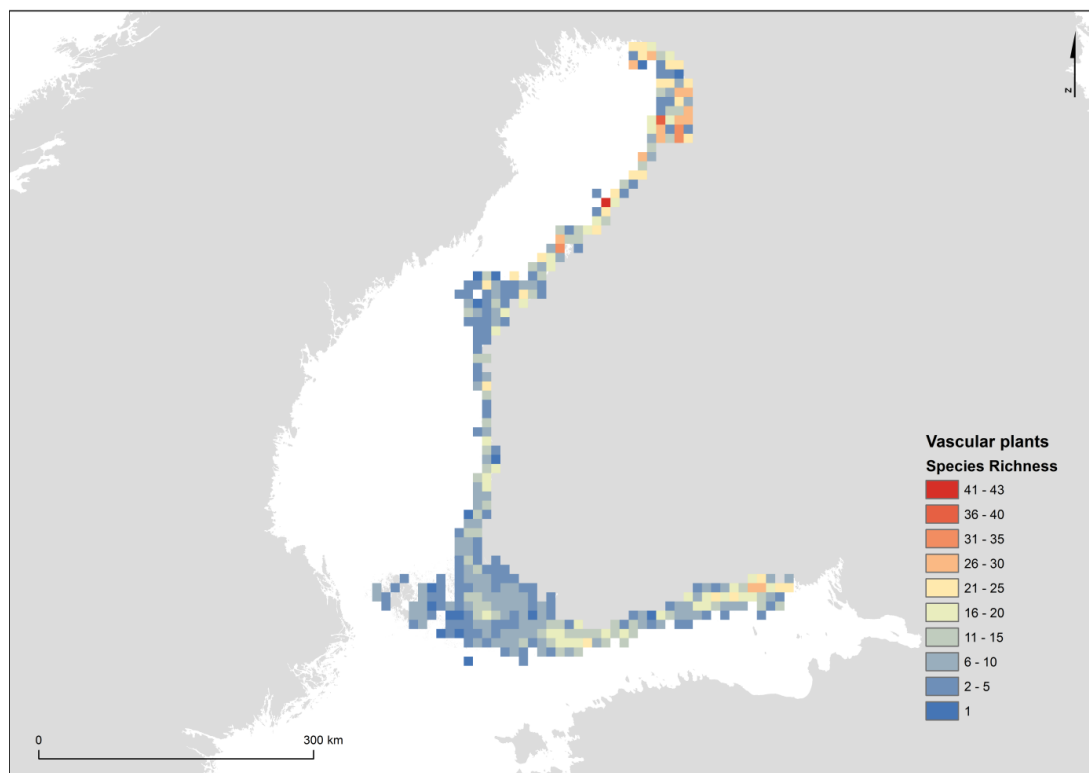 N
Vascular plants
Species Richness
41 - 43
36 - 40
31 - 35
26 - 30
21 - 25
16 - 20
11 - 15
6 - 10
2 - 5
1
0 300 km